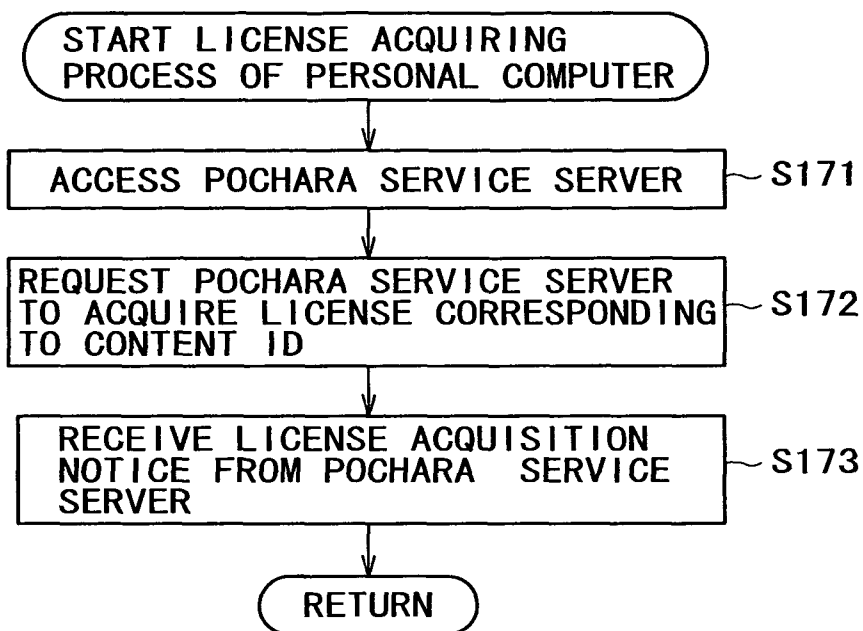 START LICENSE ACQUIRING
PROCESS OF PERSONAL COMPUTER
ACCESS POCHARA SERVICE SERVER
S171
REQUEST POCHARA SERVICE SERVER
TO ACQUIRE LICENSE CORRESPONDING
TO CONTENT ID
S172
RECEIVE LICENSE ACQUISITION
NOTICE FROM POCHARA SERVICE
SERVER
S173
RETURN